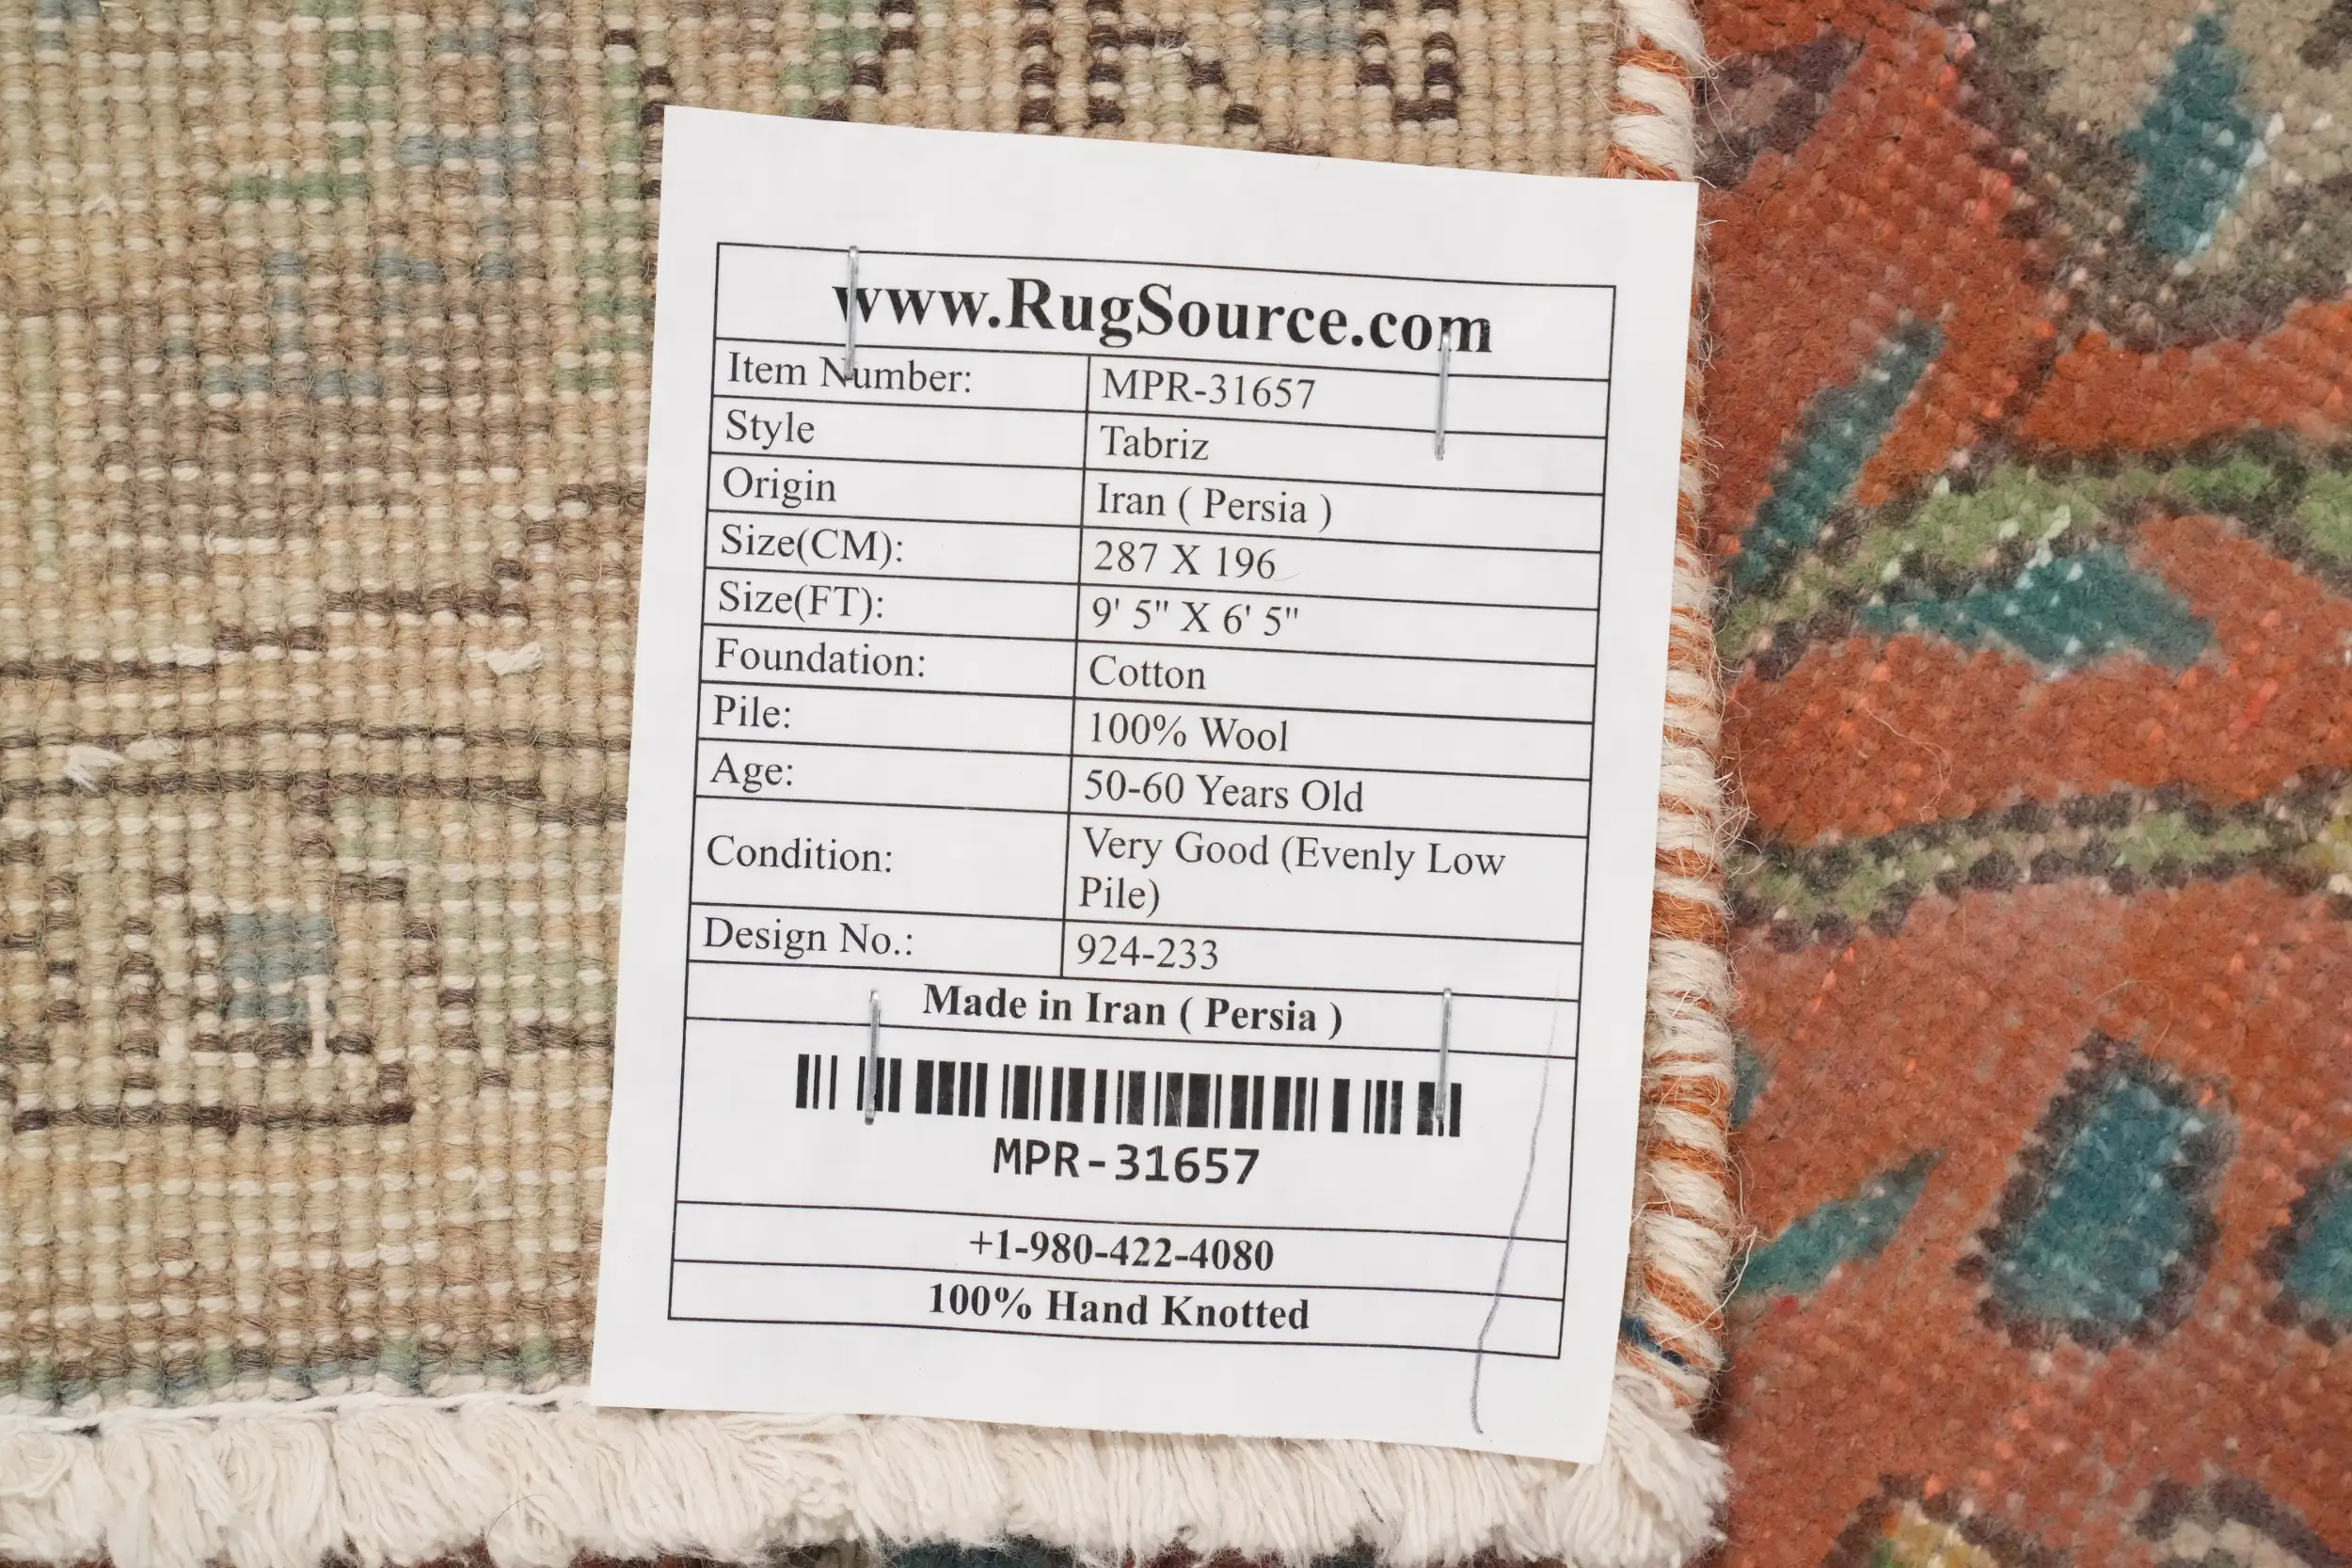 www.RugSource.com
Item Number: MPR-31657
Style Tabriz
Origin Iran ( Persia )
Size(CM): 287 X 196
Size(FT): 9' 5" X 6' 5"
Foundation: Cotton
Pile: 100% Wool
Age: 50-60 Years Old
Condition: Very Good (Evenly Low
Pile)
Design No.: 924-233
Made in Iran ( Persia )
MPR-31657
+1-980-422-4080
100% Hand Knotted